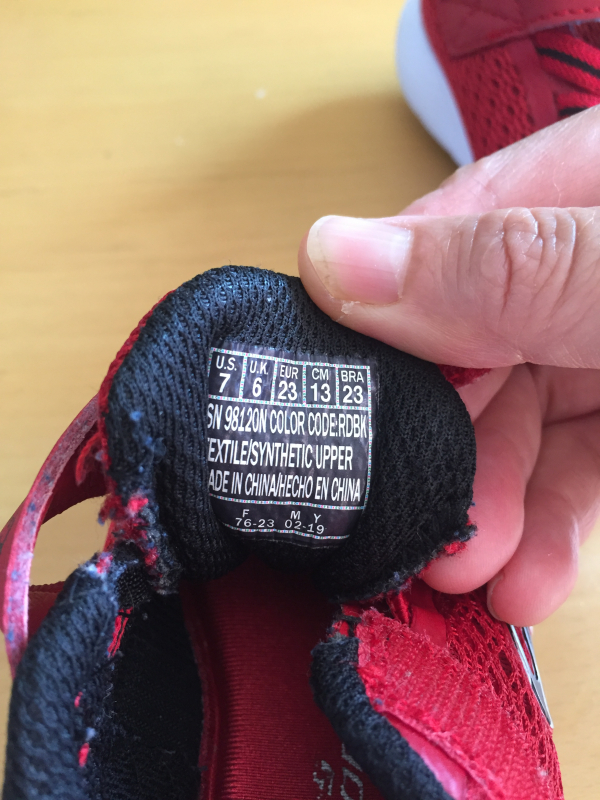 U.S. U.K EUR CM BRA
7 6 23 13 23
SN 98120N COLOR CODE:RDBK
EXTILE/SYNTHETIC UPPER
ADE IN CHINA/HECHO EN CHINA
F M Y
76-23 02-19